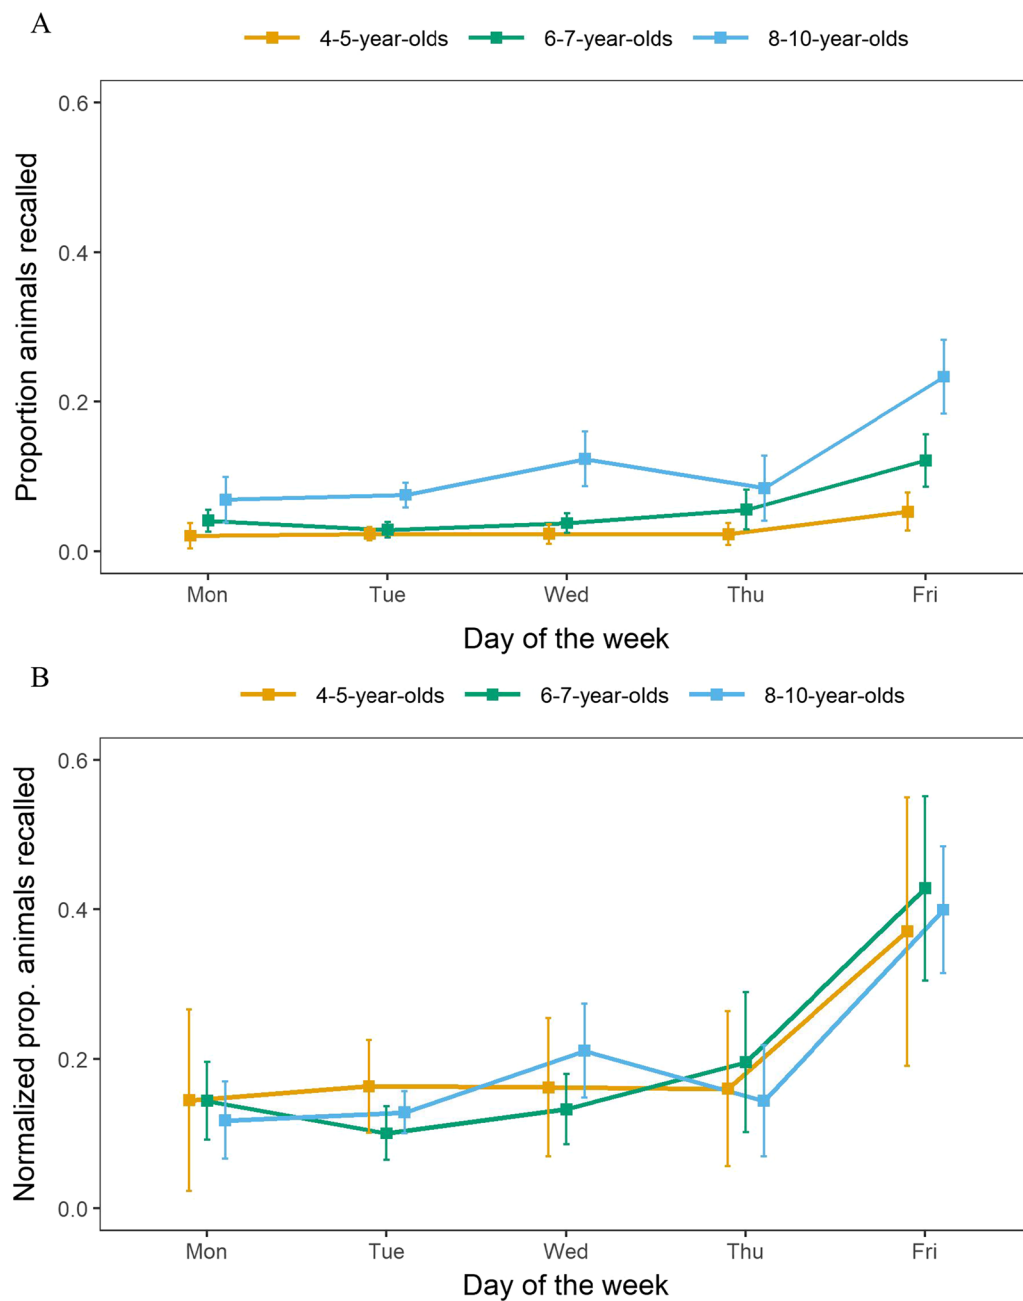 A
4-5-year-olds 6-7-year-olds 8-10-year-olds
Proportion animals recalled
0.6
0.4
0.2
0.0
Mon Tue Wed Thu Fri
Day of the week
B
4-5-year-olds 6-7-year-olds 8-10-year-olds
Normalized prop. animals recalled
0.6
0.4
0.2
0.0
Mon Tue Wed Thu Fri
Day of the week